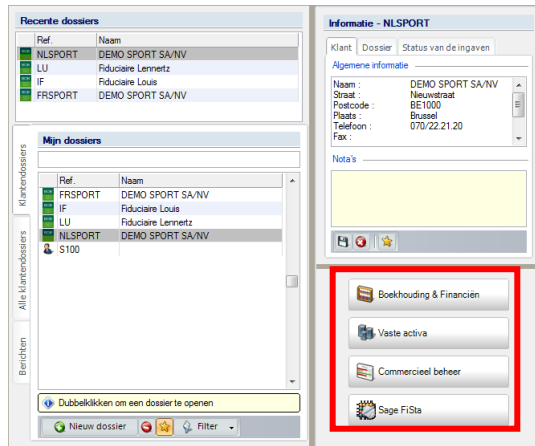 Recente dossiers
Ref. Naam
NLSPORT DEMO SPORT SA/NV
LU Fiduciaire Lennertz
IF Fiduciaire Louis
FRSPORT DEMO SPORT SA/NV
Klantendossiers
Alle klantendossiers
Berichten
Mijn dossiers
Ref. Naam
FRSPORT DEMO SPORT SA/NV
IF Fiduciaire Louis
LU Fiduciaire Lennertz
NLSPORT DEMO SPORT SA/NV
S100
Dubbelklikken om een dossier te openen
Nieuw dossier Filter
Informatie - NLSPORT
Klant Dossier Status van de ingaven
Algemene informatie
Naam : DEMO SPORT SA/NV
Straat : Nieuwstraat
Postcode : BE1000
Plaats : Brussel
Telefoon : 070/22.21.20
Fax :
Nota's
Boekhouding & Financiën
Vaste activa
Commercieel beheer
Sage FiSta